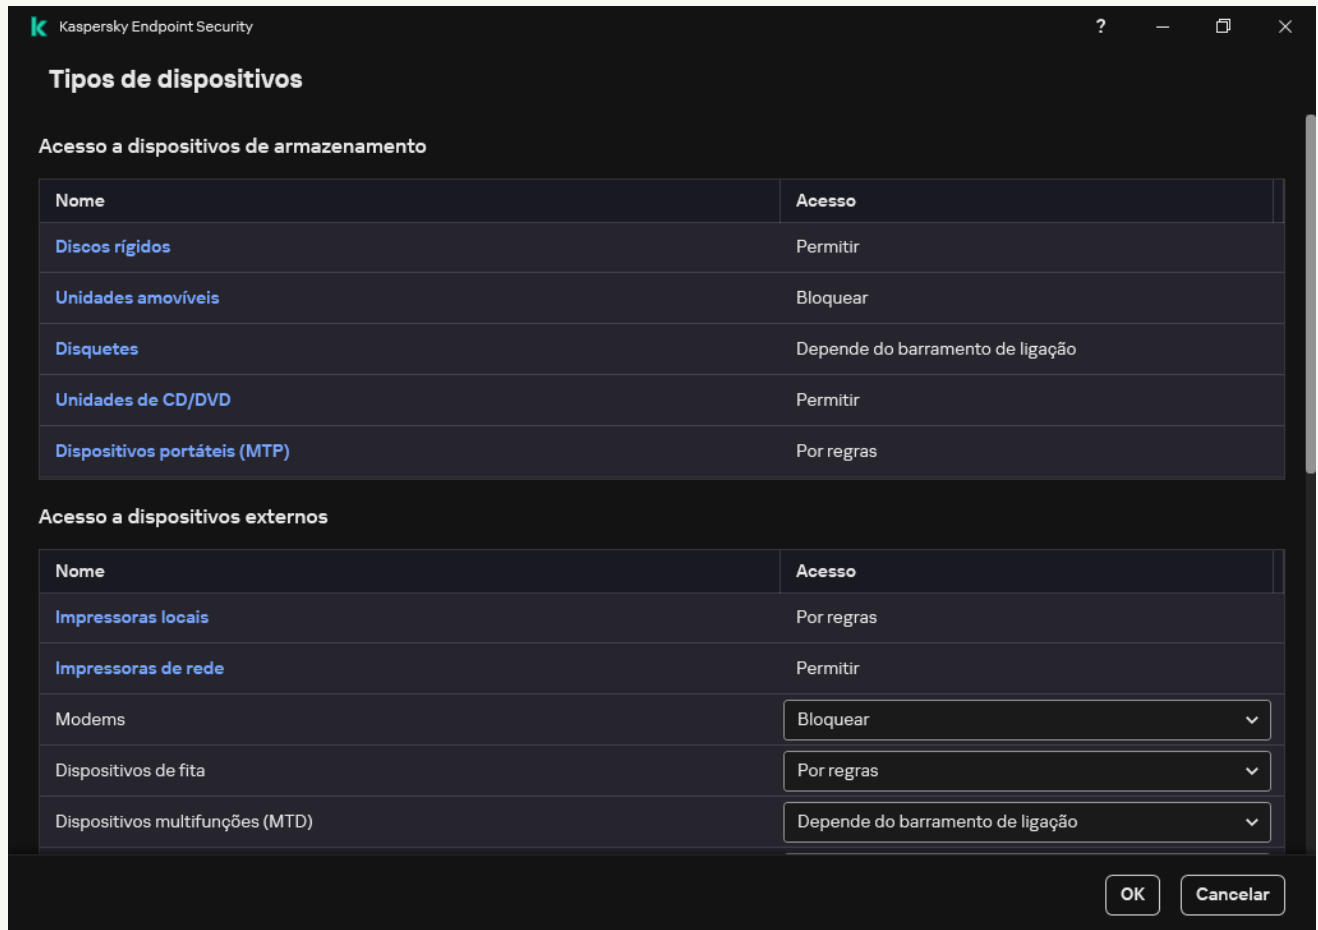 Kaspersky Endpoint Security
?
Tipos de dispositivos
Acesso a dispositivos de armazenamento
Nome Acesso
Discos rígidos Permitir
Unidades amovíveis Bloquear
Disquetes Depende do barramento de ligação
Unidades de CD/DVD Permitir
Dispositivos portáteis (MTP) Por regras
Acesso a dispositivos externos
Nome Acesso
Impressoras locais Por regras
Impressoras de rede Permitir
Modems Bloquear
Dispositivos de fita Por regras
Dispositivos multifunções (MTD) Depende do barramento de ligação
OK Cancelar